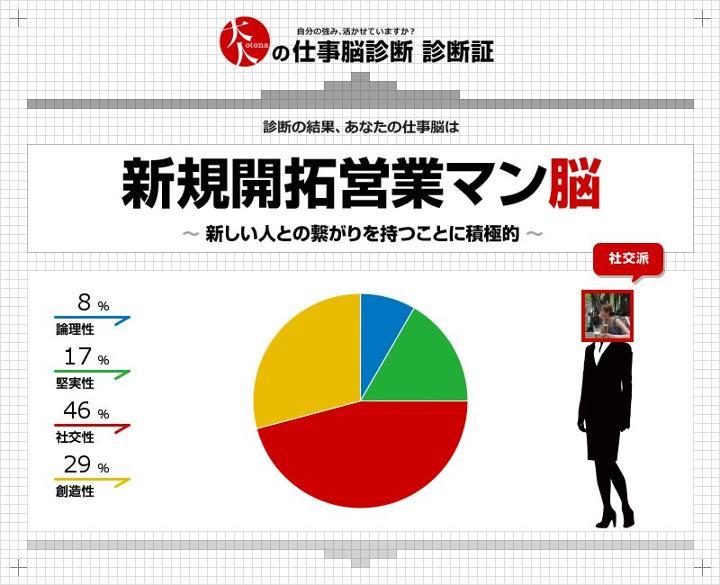 自分の強み、活かせていますか?
大人 otona の仕事脳診断 診断証
診断の結果、あなたの仕事脳は
新規開拓営業マン脳
～ 新しい人との繋がりを持つことに積極的 ～
社交派
8 %
論理性
17 %
堅実性
46 %
社交性
29 %
創造性